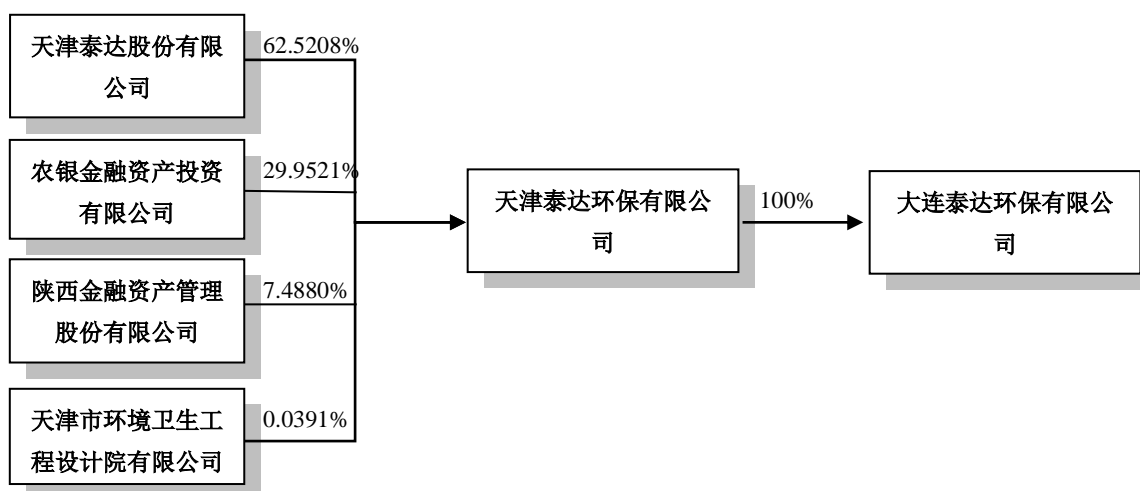 天津泰达股份有限
公司
62.5208%
农银金融资产投资
有限公司
29.9521%
陕西金融资产管理
股份有限公司
7.4880%
天津市环境卫生工
程设计院有限公司
0.0391%
天津泰达环保有限公
司
100%
大连泰达环保有限公
司